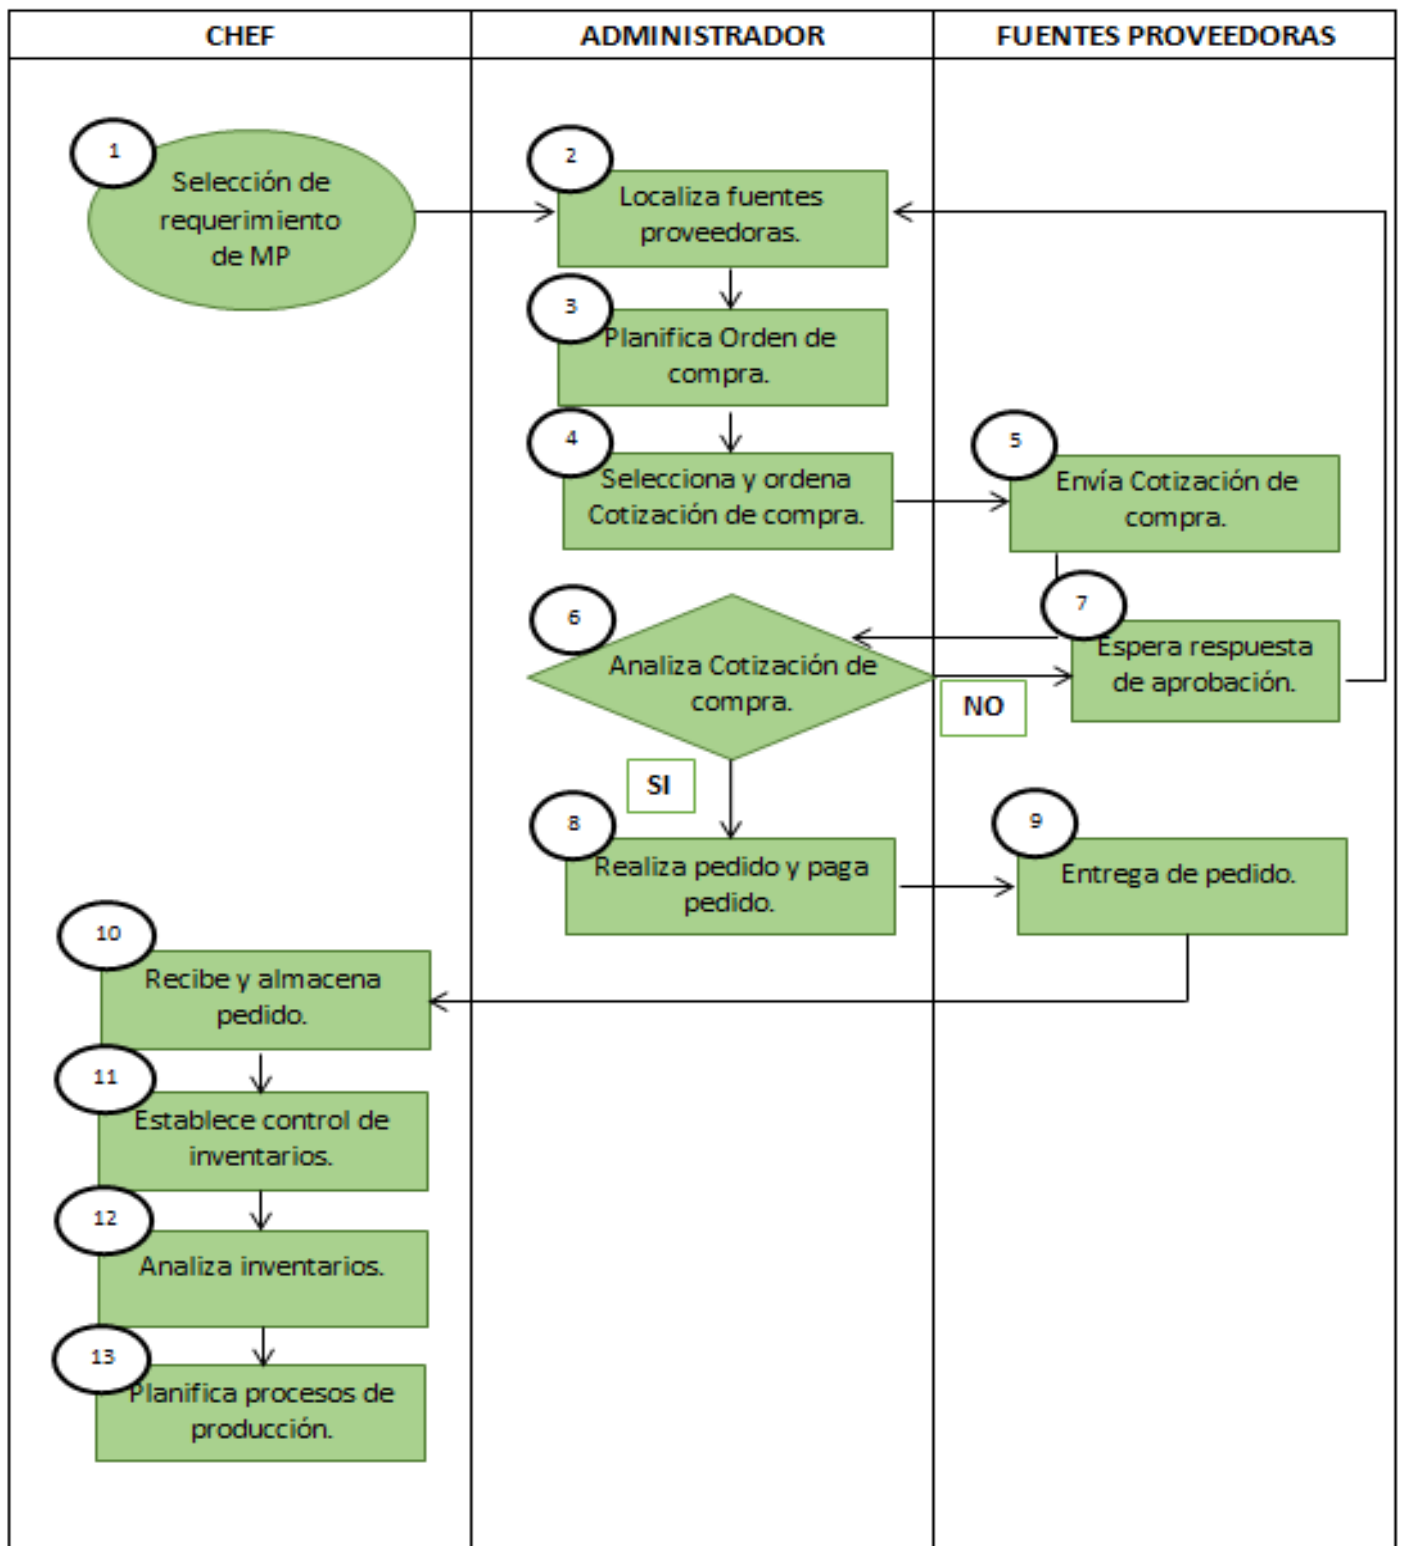 CHEF
ADMINISTRADOR
FUENTES PROVEEDORAS
1
Selección de
requerimiento
de MP
2
Localiza fuentes
proveedoras.
3
Planifica Orden de
compra.
4
Selecciona y ordena
Cotización de compra.
5
Envía Cotización de
compra.
6
Analiza Cotización de
compra.
7
Espera respuesta
de aprobación.
NO
SI
8
Realiza pedido y paga
pedido.
9
Entrega de pedido.
10
Recibe y almacena
pedido.
11
Establece control de
inventarios.
12
Analiza inventarios.
13
Planifica procesos de
producción.